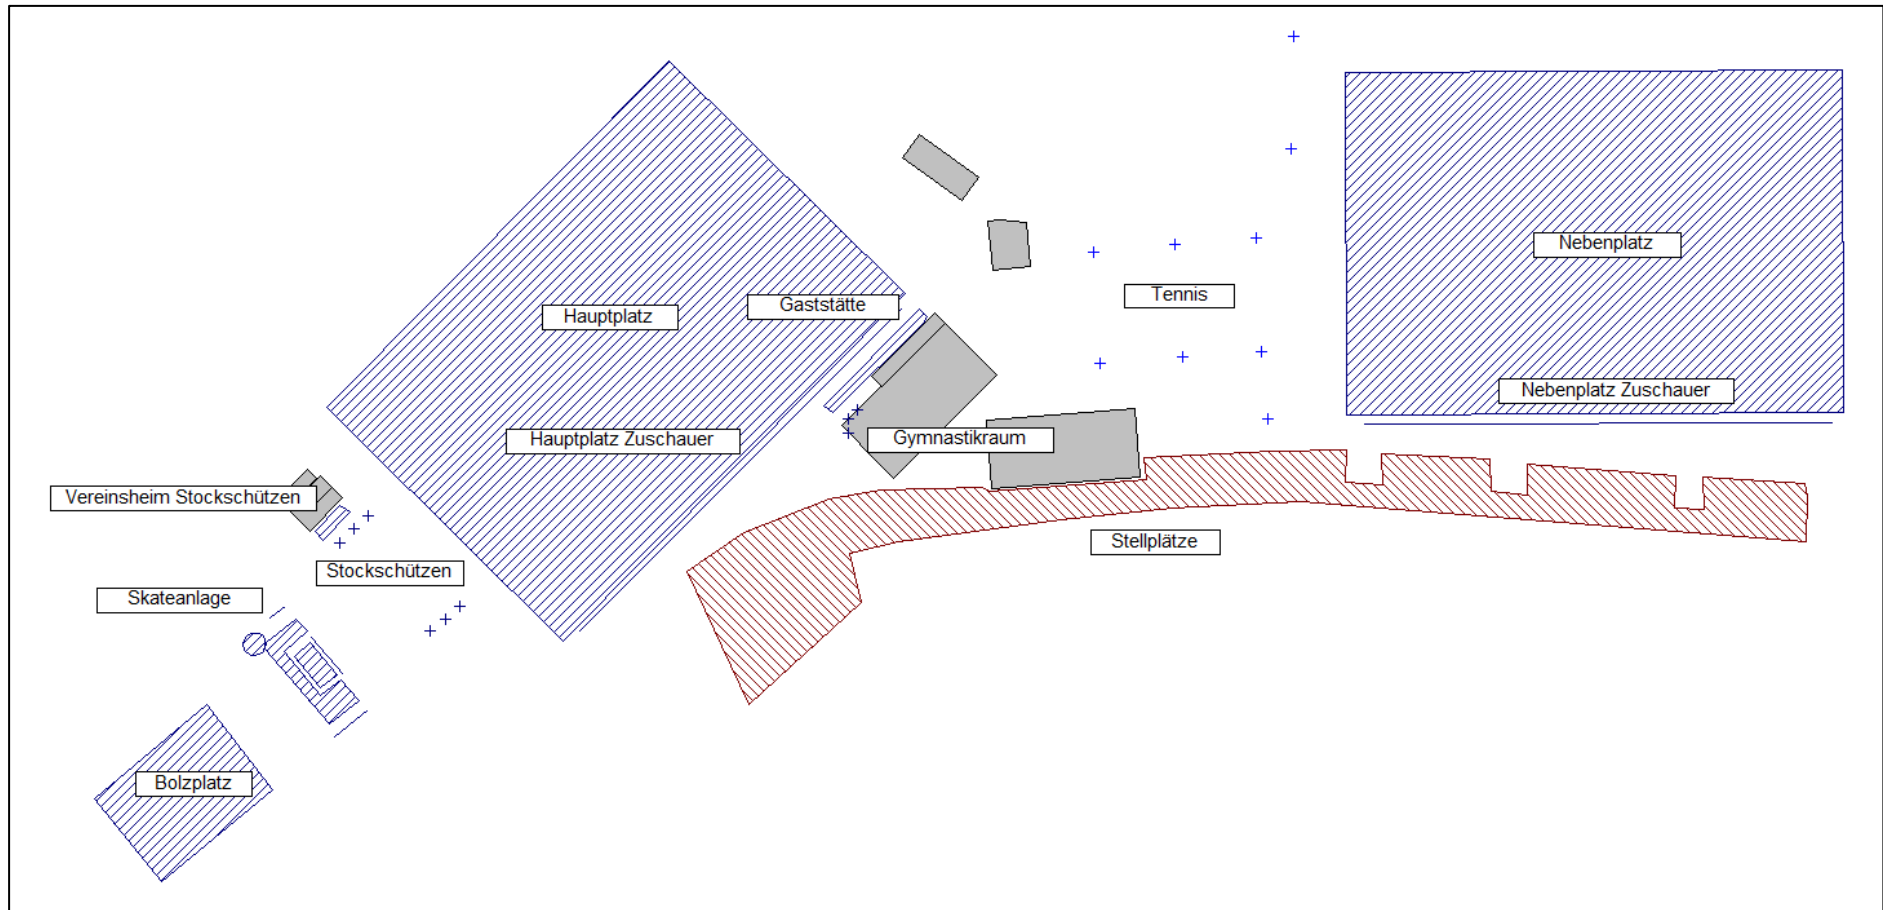 Nebenplatz
Tennis
Gaststätte
Hauptplatz
Nebenplatz Zuschauer
Hauptplatz Zuschauer
Gymnastikraum
Vereinsheim Stockschützen
Stellplätze
Stockschützen
Skateanlage
Bolzplatz